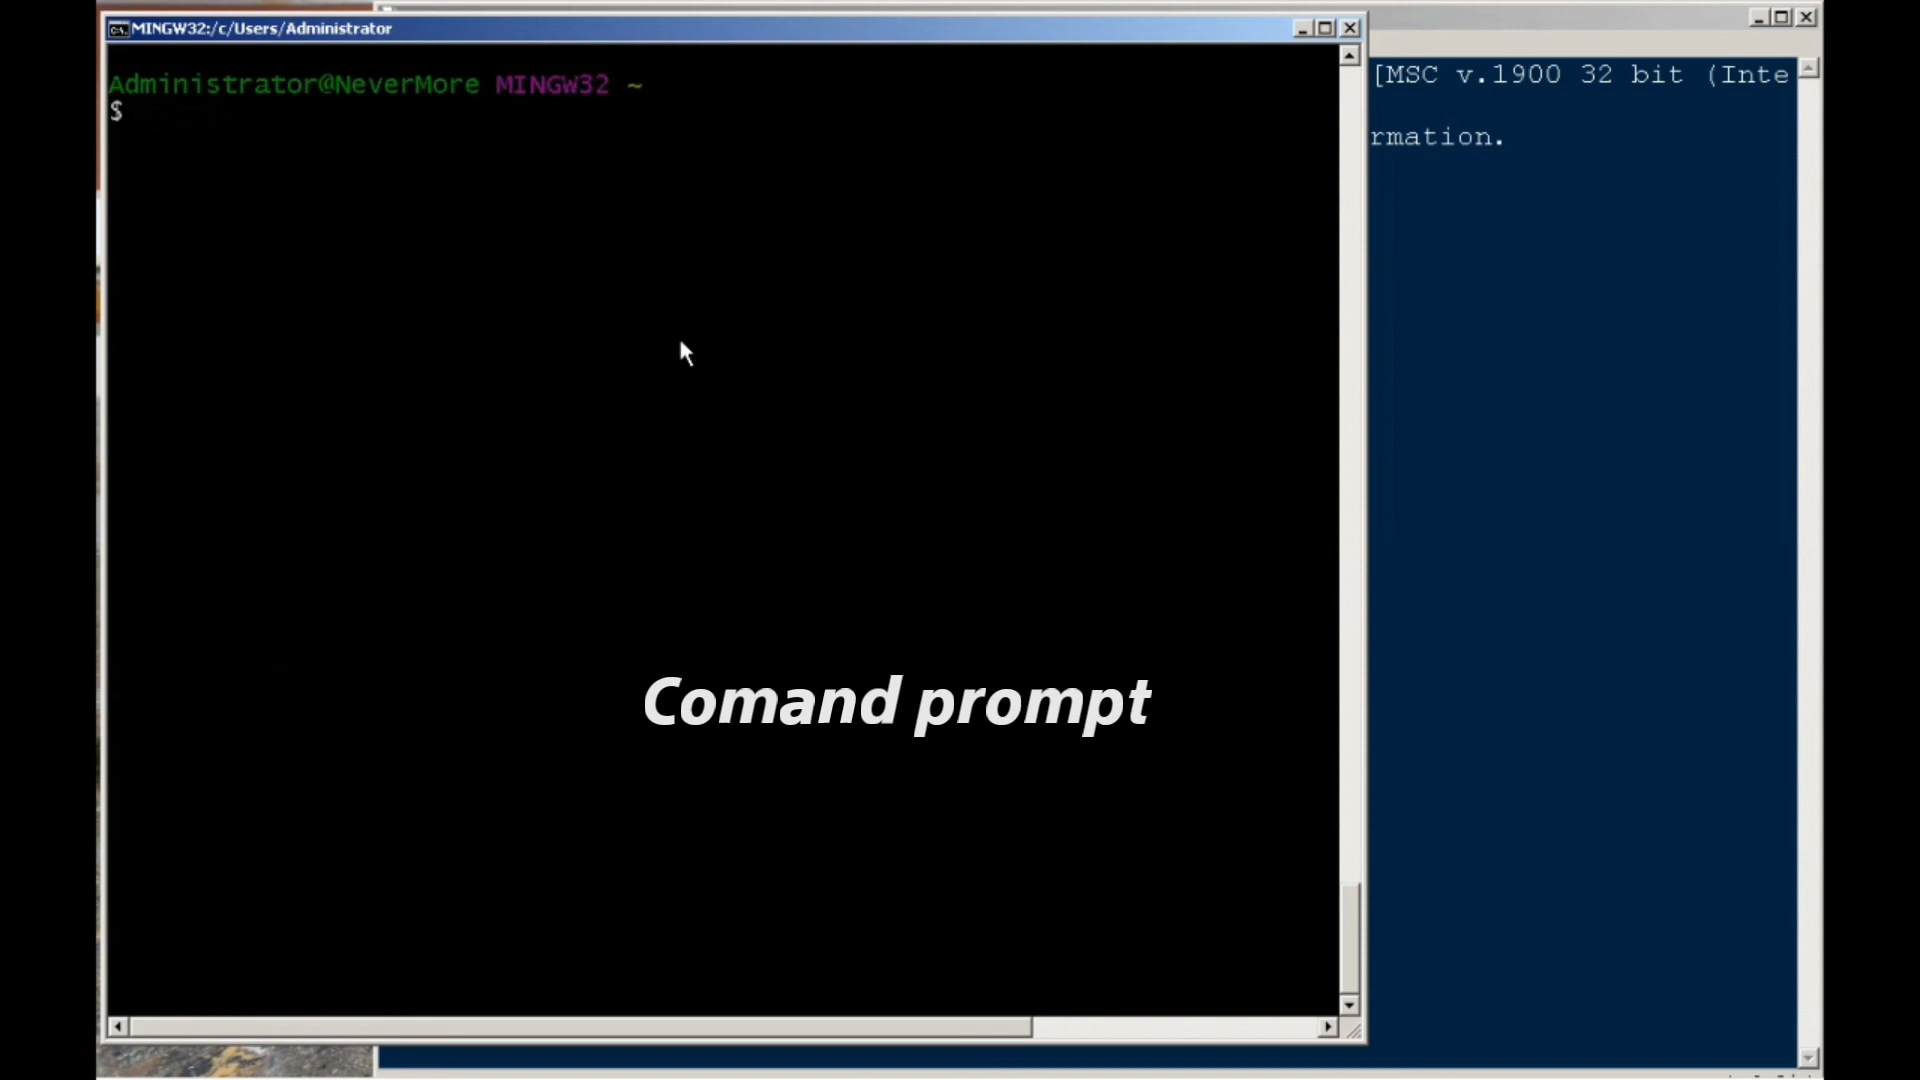 MINGW32:/c/Users/Administrator
Administrator@NeverMore MINGW32 ~
$
[MSC v.1900 32 bit (Inte
rmation.
Comand prompt